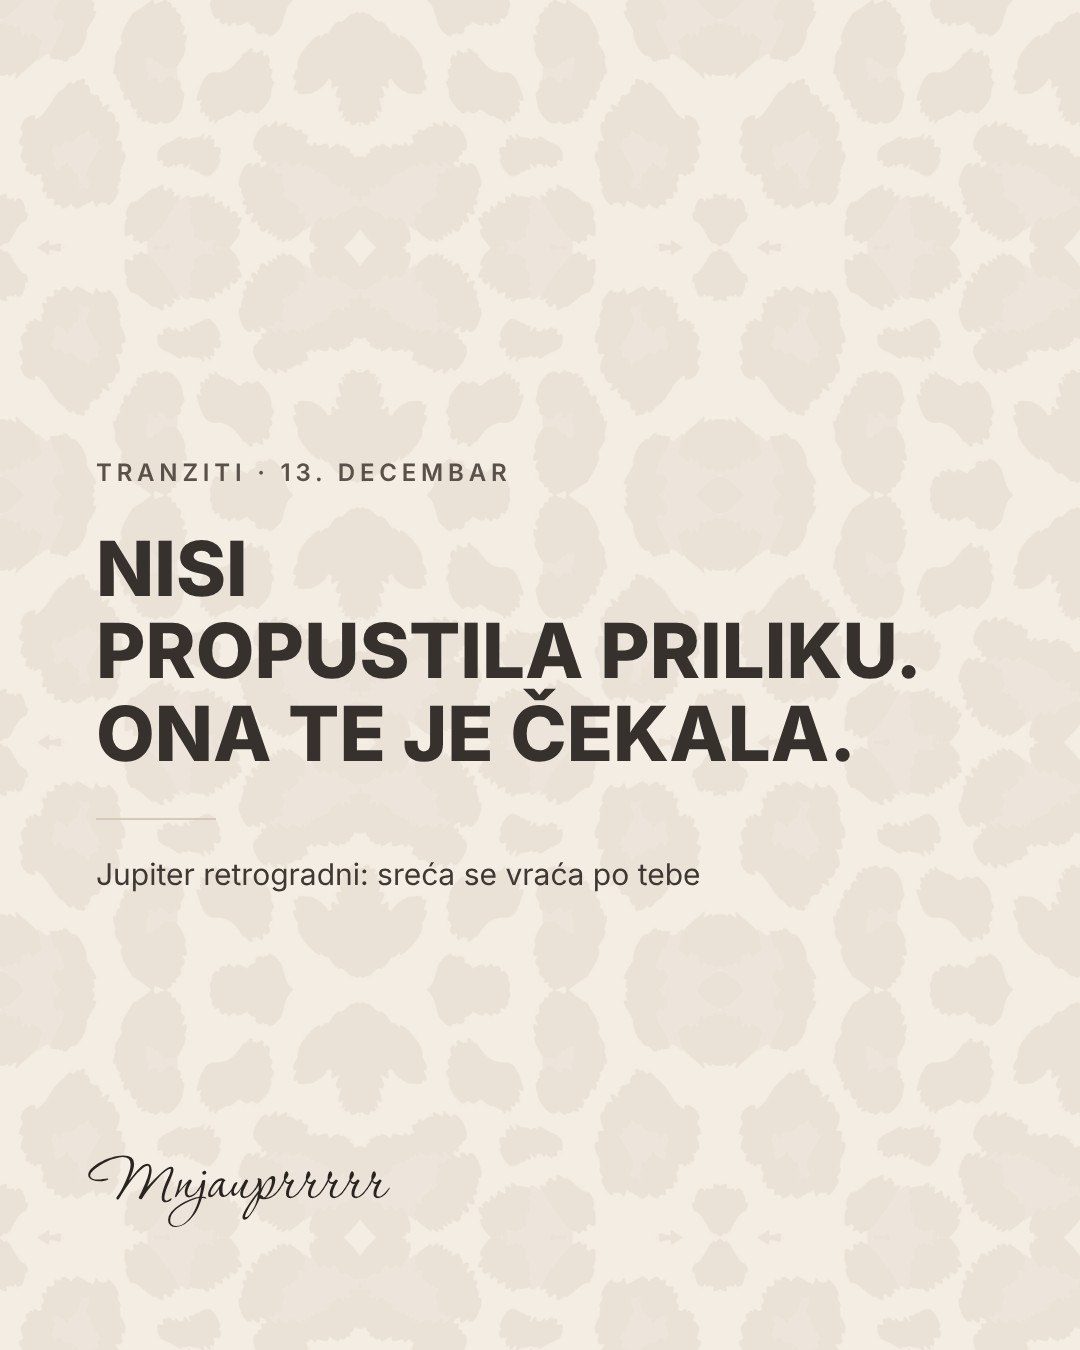 TRANZITI · 13. DECEMBAR
NISI
PROPUSTILA PRILIKU.
ONA TE JE ČEKALA.
Jupiter retrogradni: sreća se vraća po tebe
Mnjauprrrrr